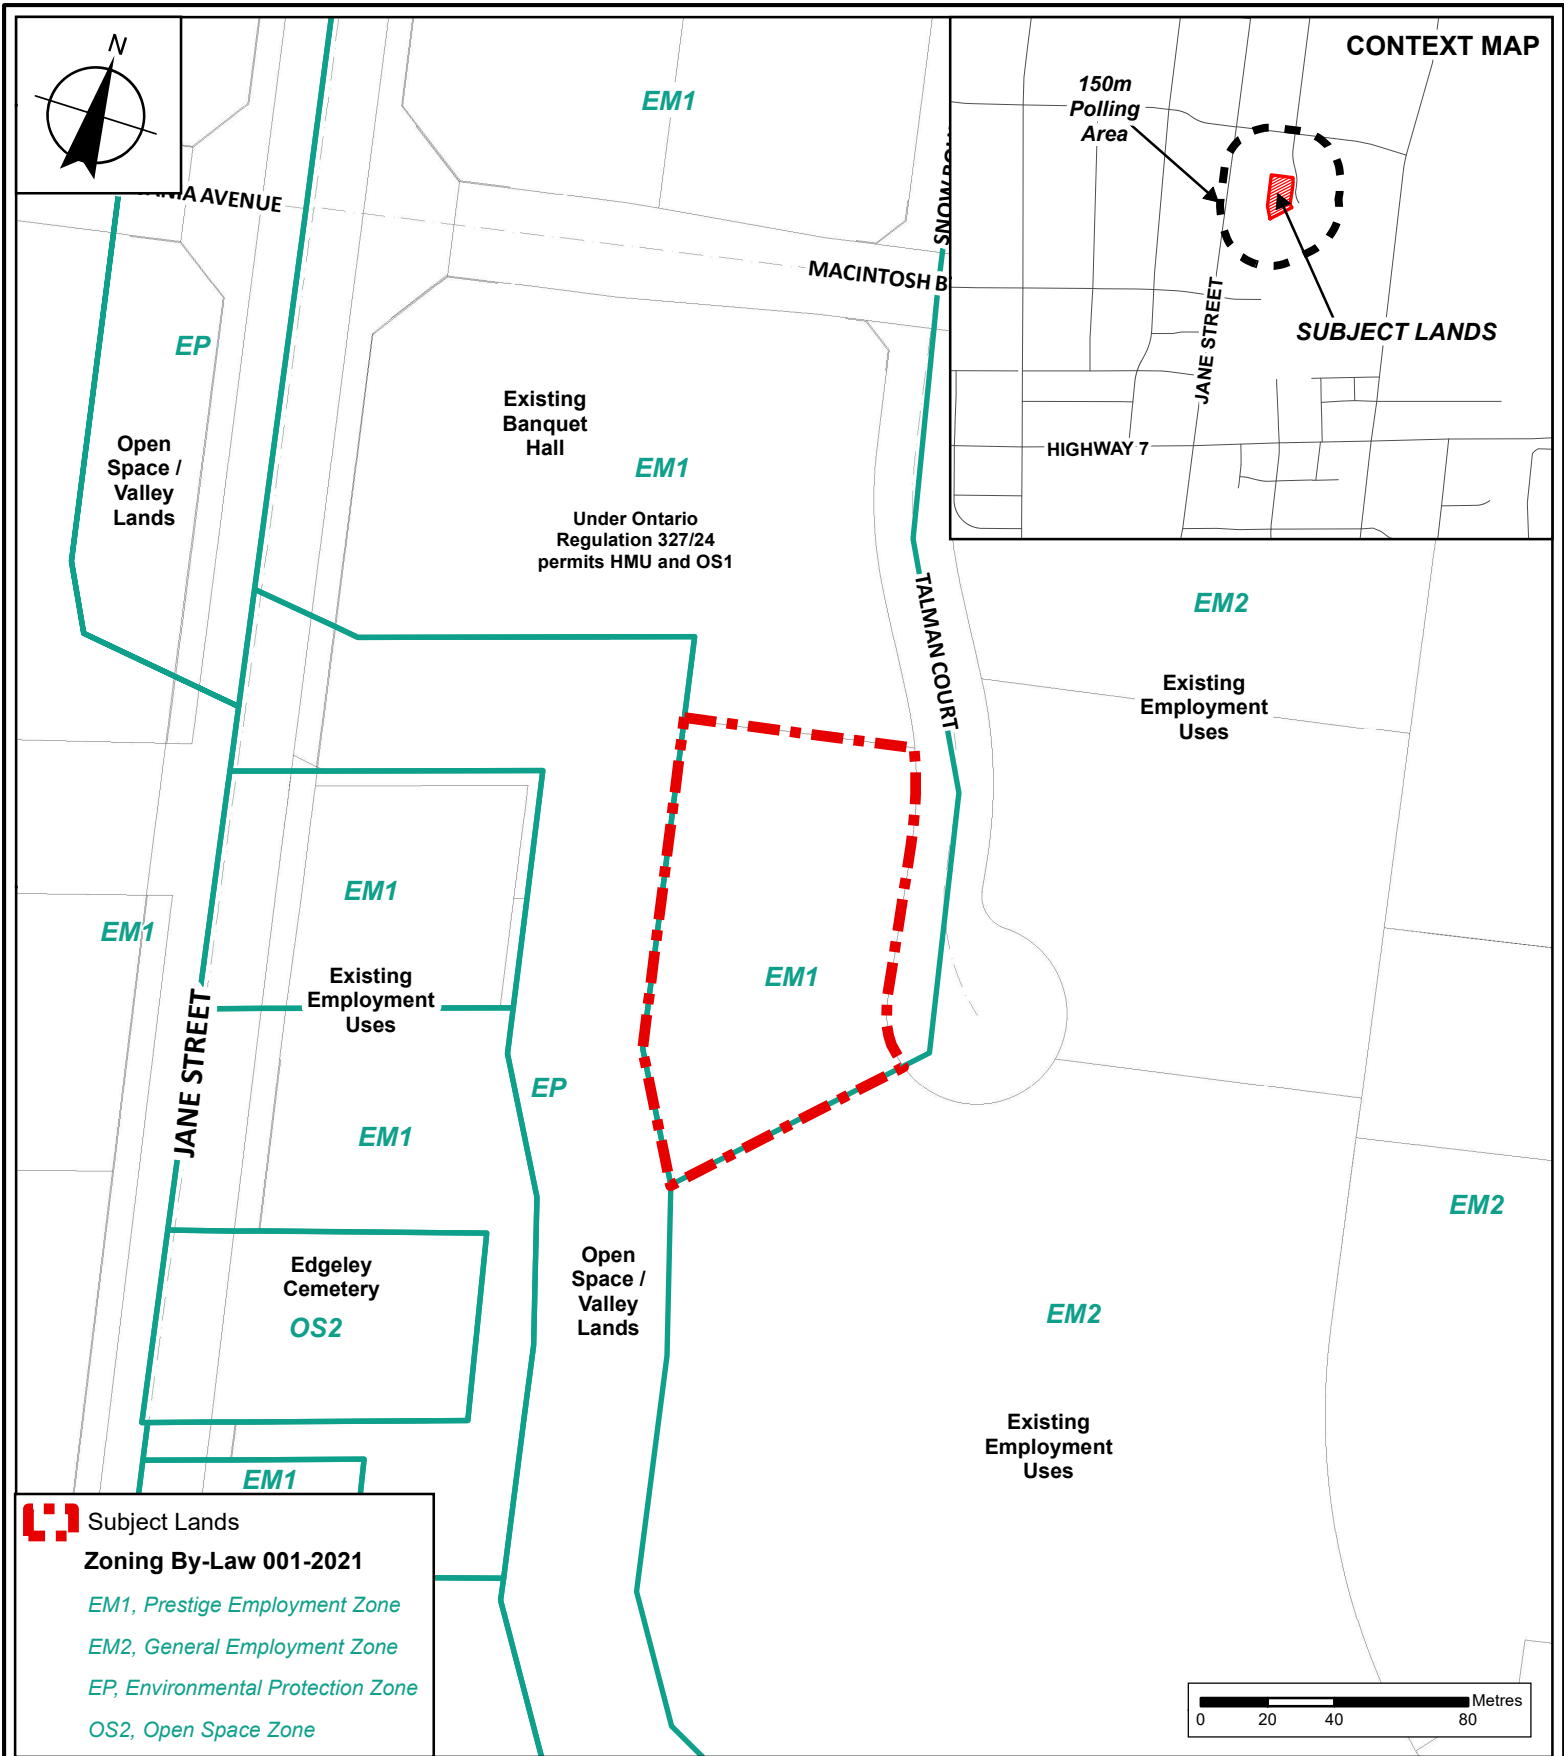 N
CONTEXT MAP
150m
Polling
Area
JANE STREET
SUBJECT LANDS
HIGHWAY 7
EM1
AVENUE
MACINTOSH B
EP
Open
Space /
Valley
Lands
Existing
Banquet
Hall
EM1
Under Ontario
Regulation 327/24
permits HMU and OS1
TALMAN COURT
EM2
Existing
Employment
Uses
EM1
EM1
Existing
Employment
Uses
EM1
JANE STREET
EP
EM1
EM2
Edgeley
Cemetery
OS2
Open
Space /
Valley
Lands
EM2
Existing
Employment
Uses
EM1
Subject Lands
Zoning By-Law 001-2021
EM1, Prestige Employment Zone
EM2, General Employment Zone
EP, Environmental Protection Zone
OS2, Open Space Zone
Metres
0 20 40 80